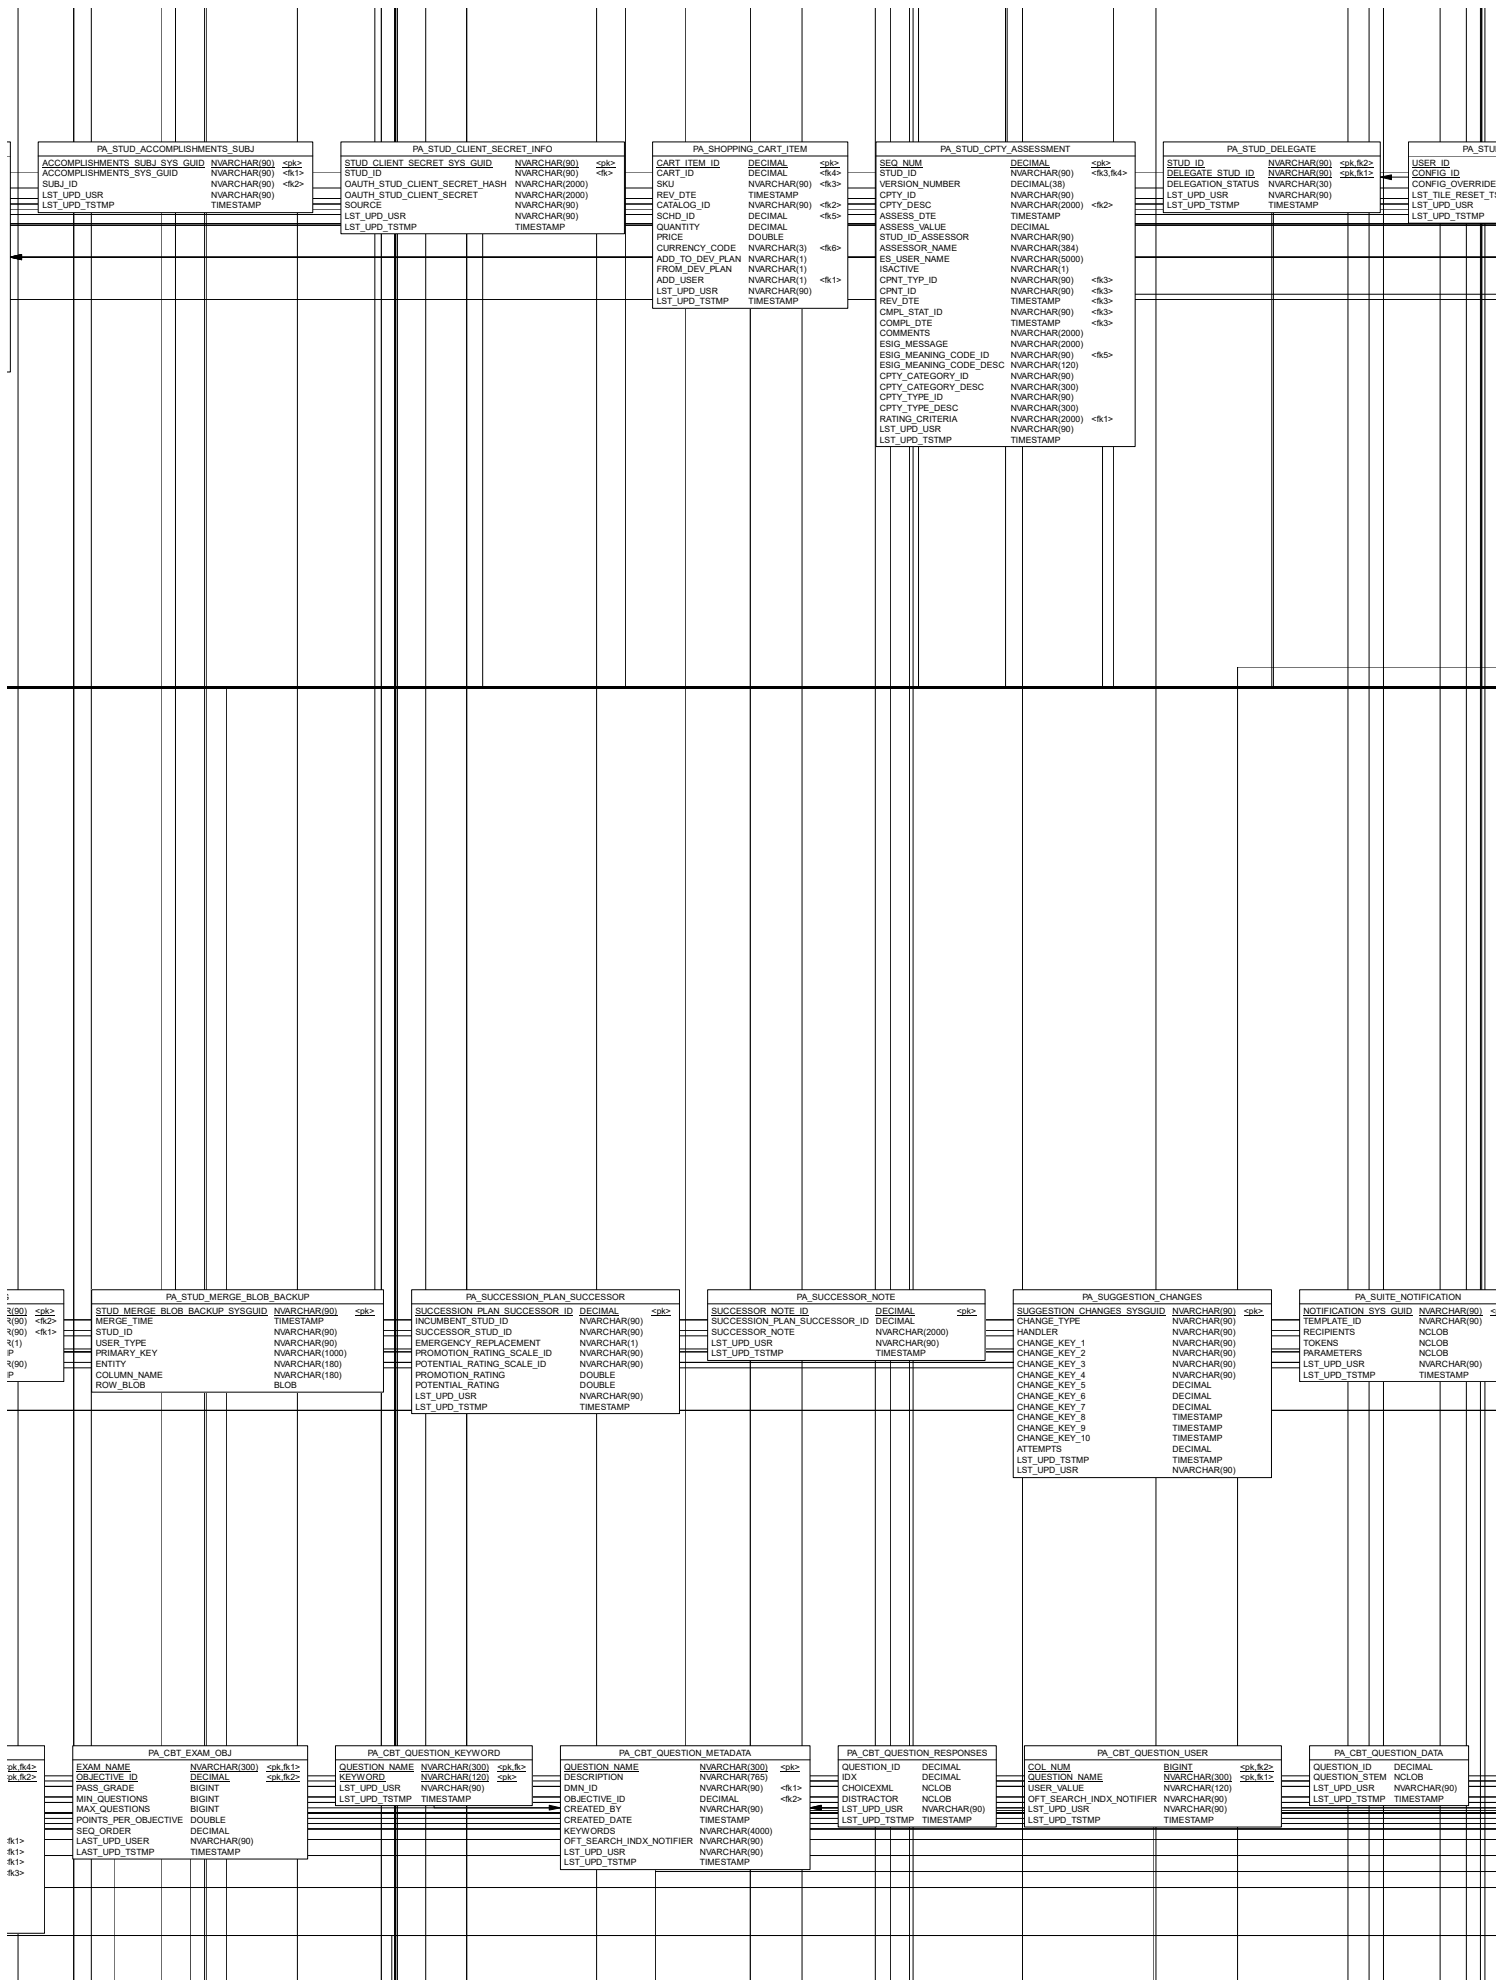 PA_STUD_ACCOMPLISHMENTS_SUBJ
ACCOMPLISHMENTS_SUBJ_SYS_GUID NVARCHAR(90) <pk>
ACCOMPLISHMENTS_SYS_GUID NVARCHAR(90) <fk1>
SUBJ_ID NVARCHAR(90) <fk2>
LST_UPD_USR NVARCHAR(90)
LST_UPD_TSTMP TIMESTAMP
PA_STUD_CLIENT_SECRET_INFO
STUD_CLIENT_SECRET_SYS_GUID NVARCHAR(90) <pk>
STUD_ID NVARCHAR(90) <fk>
OAUTH_STUD_CLIENT_SECRET_HASH NVARCHAR(2000)
OAUTH_STUD_CLIENT_SECRET NVARCHAR(2000)
SOURCE NVARCHAR(90)
LST_UPD_USR NVARCHAR(90)
LST_UPD_TSTMP TIMESTAMP
PA_SHOPPING_CART_ITEM
CART_ITEM_ID DECIMAL <pk>
CART_ID DECIMAL <fk4>
SKU NVARCHAR(90) <fk3>
REV_DTE TIMESTAMP
CATALOG_ID NVARCHAR(90) <fk2>
SCHD_ID DECIMAL <fk5>
QUANTITY DECIMAL
PRICE DOUBLE
CURRENCY_CODE NVARCHAR(3) <fk6>
ADD_TO_DEV_PLAN NVARCHAR(1)
FROM_DEV_PLAN NVARCHAR(1)
ADD_USER NVARCHAR(1) <fk1>
LST_UPD_USR NVARCHAR(90)
LST_UPD_TSTMP TIMESTAMP
PA_STUD_CPTY_ASSESSMENT
SEQ_NUM DECIMAL <pk>
STUD_ID NVARCHAR(90) <fk3,fk4>
VERSION_NUMBER DECIMAL(38)
CPTY_ID NVARCHAR(90)
CPTY_DESC NVARCHAR(2000) <fk2>
ASSESS_DTE TIMESTAMP
ASSESS_VALUE DECIMAL
STUD_ID_ASSESSOR NVARCHAR(90)
ASSESSOR_NAME NVARCHAR(384)
ES_USER_NAME NVARCHAR(5000)
ISACTIVE NVARCHAR(1)
CPNT_TYP_ID NVARCHAR(90) <fk3>
CPNT_ID NVARCHAR(90) <fk3>
REV_DTE TIMESTAMP <fk3>
CMPL_STAT_ID NVARCHAR(90) <fk3>
COMPL_DTE TIMESTAMP <fk3>
COMMENTS NVARCHAR(2000)
ESIG_MESSAGE NVARCHAR(2000)
ESIG_MEANING_CODE_ID NVARCHAR(90) <fk5>
ESIG_MEANING_CODE_DESC NVARCHAR(120)
CPTY_CATEGORY_ID NVARCHAR(90)
CPTY_CATEGORY_DESC NVARCHAR(300)
CPTY_TYPE_ID NVARCHAR(90)
CPTY_TYPE_DESC NVARCHAR(300)
RATING_CRITERIA NVARCHAR(2000) <fk1>
LST_UPD_USR NVARCHAR(90)
LST_UPD_TSTMP TIMESTAMP
PA_STUD_DELEGATE
STUD_ID NVARCHAR(90) <pk,fk2>
DELEGATE_STUD_ID NVARCHAR(90) <pk,fk1>
DELEGATION_STATUS NVARCHAR(30)
LST_UPD_USR NVARCHAR(90)
LST_UPD_TSTMP TIMESTAMP
USER_ID
CONFIG_ID
CONFIG_OVERRIDE
LST_UPD_USR
LST_UPD_TSTMP
R(90) <pk>
R(90) <fk2>
R(90) <fk1>
R(1)
R(90)
PA_STUD_MERGE_BLOB_BACKUP
STUD_MERGE_BLOB_BACKUP_SYSGUID NVARCHAR(90) <pk>
MERGE_TIME TIMESTAMP
STUD_ID NVARCHAR(90)
USER_TYPE NVARCHAR(90)
PRIMARY_KEY NVARCHAR(1000)
ENTITY NVARCHAR(180)
COLUMN_NAME NVARCHAR(180)
ROW_BLOB BLOB
PA_SUCCESSION_PLAN_SUCCESSOR
SUCCESSION_PLAN_SUCCESSOR_ID DECIMAL <pk>
INCUMBENT_STUD_ID NVARCHAR(90)
SUCCESSOR_STUD_ID NVARCHAR(90)
EMERGENCY_REPLACEMENT NVARCHAR(1)
PROMOTION_RATING_SCALE_ID NVARCHAR(90)
POTENTIAL_RATING_SCALE_ID NVARCHAR(90)
PROMOTION_RATING DOUBLE
POTENTIAL_RATING DOUBLE
LST_UPD_USR NVARCHAR(90)
LST_UPD_TSTMP TIMESTAMP
PA_SUCCESSOR_NOTE
SUCCESSOR_NOTE_ID DECIMAL <pk>
SUCCESSION_PLAN_SUCCESSOR_ID DECIMAL
SUCCESSOR_NOTE NVARCHAR(2000)
LST_UPD_USR NVARCHAR(90)
LST_UPD_TSTMP TIMESTAMP
PA_SUGGESTION_CHANGES
SUGGESTION_CHANGES_SYSGUID NVARCHAR(90) <pk>
CHANGE_TYPE NVARCHAR(90)
HANDLER NVARCHAR(90)
CHANGE_KEY_1 NVARCHAR(90)
CHANGE_KEY_2 NVARCHAR(90)
CHANGE_KEY_3 NVARCHAR(90)
CHANGE_KEY_4 NVARCHAR(90)
CHANGE_KEY_5 DECIMAL
CHANGE_KEY_6 DECIMAL
CHANGE_KEY_7 DECIMAL
CHANGE_KEY_8 TIMESTAMP
CHANGE_KEY_9 TIMESTAMP
CHANGE_KEY_10 TIMESTAMP
ATTEMPTS DECIMAL
LST_UPD_TSTMP TIMESTAMP
LST_UPD_USR NVARCHAR(90)
PA_SUITE_NOTIFICATION
NOTIFICATION_SYS_GUID NVARCHAR(90)
TEMPLATE_ID NVARCHAR(90)
RECIPIENTS NCLOB
TOKENS NCLOB
PARAMETERS NCLOB
LST_UPD_USR NVARCHAR(90)
LST_UPD_TSTMP TIMESTAMP
pk,fk4>
pk,fk2>
fk1>
fk1>
fk1>
fk3>
PA_CBT_EXAM_OBJ
EXAM_NAME NVARCHAR(300) <pk,fk1>
OBJECTIVE_ID DECIMAL <pk,fk2>
PASS_GRADE BIGINT
MIN_QUESTIONS BIGINT
MAX_QUESTIONS BIGINT
POINTS_PER_OBJECTIVE DOUBLE
SEQ_ORDER DECIMAL
LAST_UPD_USER NVARCHAR(90)
LAST_UPD_TSTMP TIMESTAMP
PA_CBT_QUESTION_KEYWORD
QUESTION_NAME NVARCHAR(300) <pk,fk>
KEYWORD NVARCHAR(120) <pk>
LST_UPD_USR NVARCHAR(90)
LST_UPD_TSTMP TIMESTAMP
PA_CBT_QUESTION_METADATA
QUESTION_NAME NVARCHAR(300) <pk>
DESCRIPTION NVARCHAR(765)
DMN_ID NVARCHAR(90) <fk1>
OBJECTIVE_ID DECIMAL <fk2>
CREATED_BY NVARCHAR(90)
CREATED_DATE TIMESTAMP
KEYWORDS NVARCHAR(4000)
OFT_SEARCH_INDX_NOTIFIER NVARCHAR(90)
LST_UPD_USR NVARCHAR(90)
LST_UPD_TSTMP TIMESTAMP
PA_CBT_QUESTION_RESPONSES
QUESTION_ID DECIMAL
IDX DECIMAL
CHOICEXML NCLOB
DISTRACTOR NCLOB
LST_UPD_USR NVARCHAR(90)
LST_UPD_TSTMP TIMESTAMP
PA_CBT_QUESTION_USER
COL_NUM BIGINT <pk,fk2>
QUESTION_NAME NVARCHAR(300) <pk,fk1>
USER_VALUE NVARCHAR(120)
OFT_SEARCH_INDX_NOTIFIER NVARCHAR(90)
LST_UPD_USR NVARCHAR(90)
LST_UPD_TSTMP TIMESTAMP
PA_CBT_QUESTION_DATA
QUESTION_ID DECIMAL
QUESTION_STEM NCLOB
LST_UPD_USR NVARCHAR(90)
LST_UPD_TSTMP TIMESTAMP